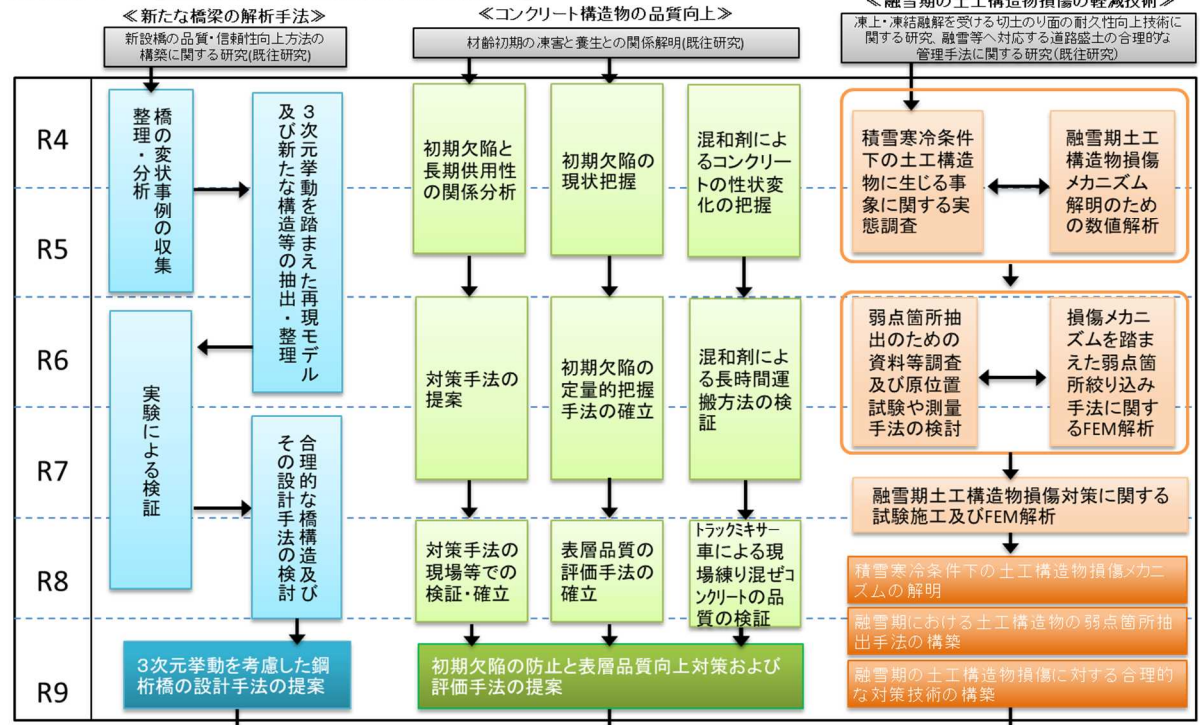 ≪新たな橋梁の解析手法≫
新設橋の品質・信頼性向上方法の
構築に関する研究(既往研究)
≪コンクリート構造物の品質向上≫
材齢初期の凍害と養生との関係解明(既往研究)
≪融雪期の土工構造物損傷の軽減技術≫
凍上・凍結融解を受ける切土のり面の耐久性向上技術に
関する研究、融雪等へ対応する道路盛土の合理的な
管理手法に関する研究(既往研究)
R4
R5
R6
R7
R8
R9
橋の変状事例の収集
整理・分析
3次元挙動を踏まえた再現モデル
及び新たな構造等の抽出・整理
実験による検証
合理的な橋構造及び
その設計手法の検討
3次元挙動を考慮した鋼
桁橋の設計手法の提案
初期欠陥と
長期供用性
の関係分析
初期欠陥の
現状把握
混和剤によ
るコンクリー
トの性状変
化の把握
対策手法の
提案
初期欠陥の
定量的把握
手法の確立
混和剤によ
る長時間運
搬方法の検
証
対策手法の
現場等での
検証・確立
表層品質の
評価手法の
確立
トラックミキサー
車による現
場練り混ぜコ
ンクリートの品
質の検証
初期欠陥の防止と表層品質向上対策および
評価手法の提案
積雪寒冷条件
下の土工構造
物に生じる事
象に関する実
態調査
融雪期土工
構造物損傷
メカニズム
解明のため
の数値解析
弱点箇所抽
出のための
資料等調査
及び原位置
試験や測量
手法の検討
損傷メカニ
ズムを踏ま
えた弱点箇
所絞り込み
手法に関す
るFEM解析
融雪期土工構造物損傷対策に関する
試験施工及びFEM解析
積雪寒冷条件下の土工構造物損傷メカニ
ズムの解明
融雪期における土工構造物の弱点箇所抽
出手法の構築
融雪期の土工構造物損傷に対する合理的
な対策技術の構築